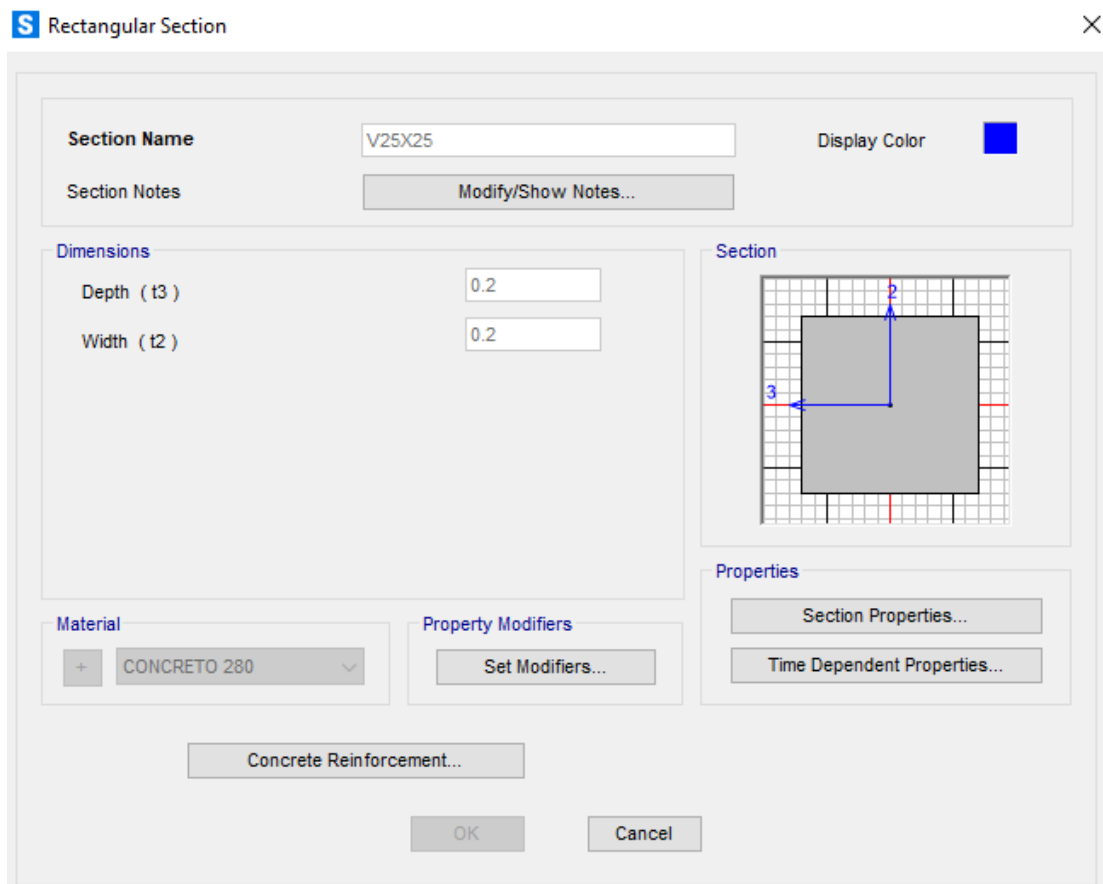 S Rectangular Section
Section Name V25X25 Display Color
Section Notes Modify/Show Notes...
Dimensions
Depth ( t3 ) 0.2
Width ( t2 ) 0.2
Section
2
3
Properties
Section Properties...
Time Dependent Properties...
Material
+ CONCRETO 280
Property Modifiers
Set Modifiers...
Concrete Reinforcement...
OK Cancel